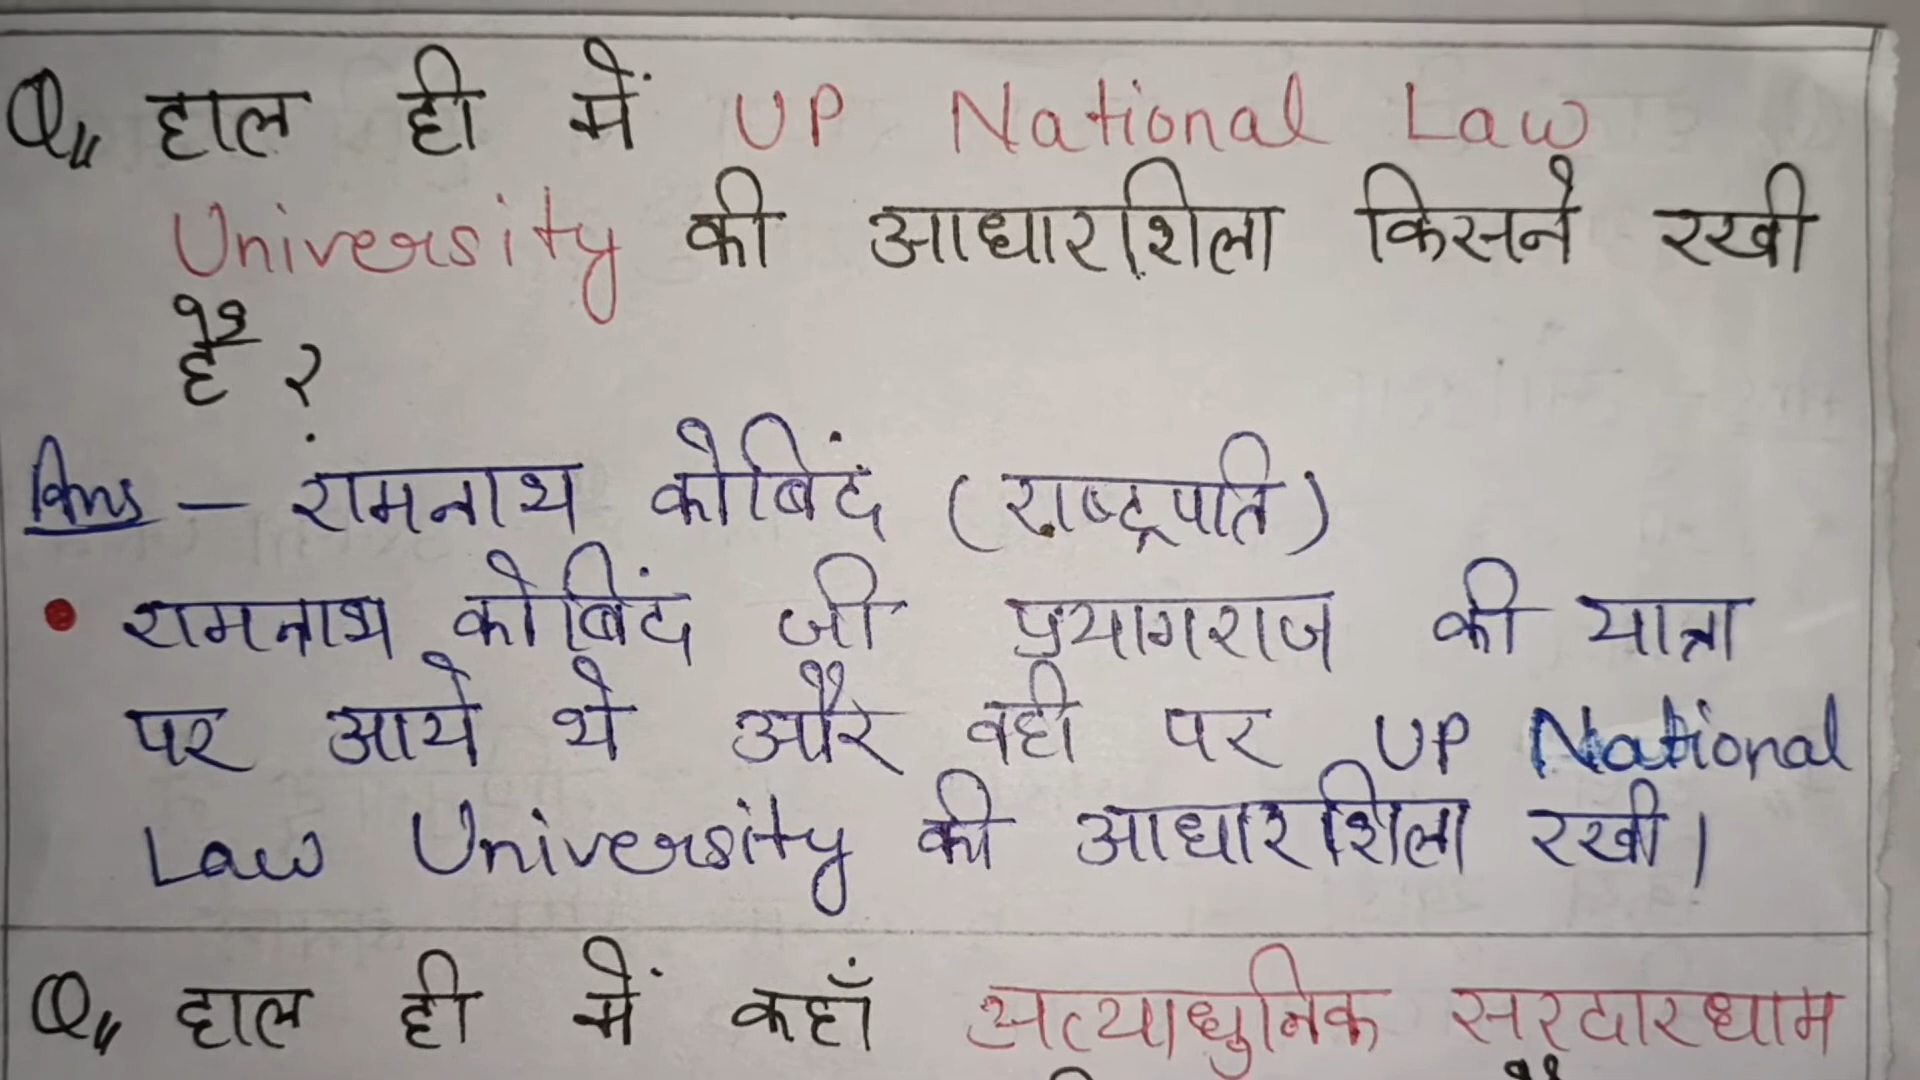 Q,, हाल ही में UP National Law
University की आधारशिला किसने रखी
है ?
Ans – रामनाथ कोबिंद (राष्ट्रपति)
• रामनाथ कोबिंद जी प्रयागराज की यात्रा
पर आये थे और वही पर UP National
Law University की आधारशिला रखी।
Q,, हाल ही में कहाँ अत्याधुनिक सरदारधाम